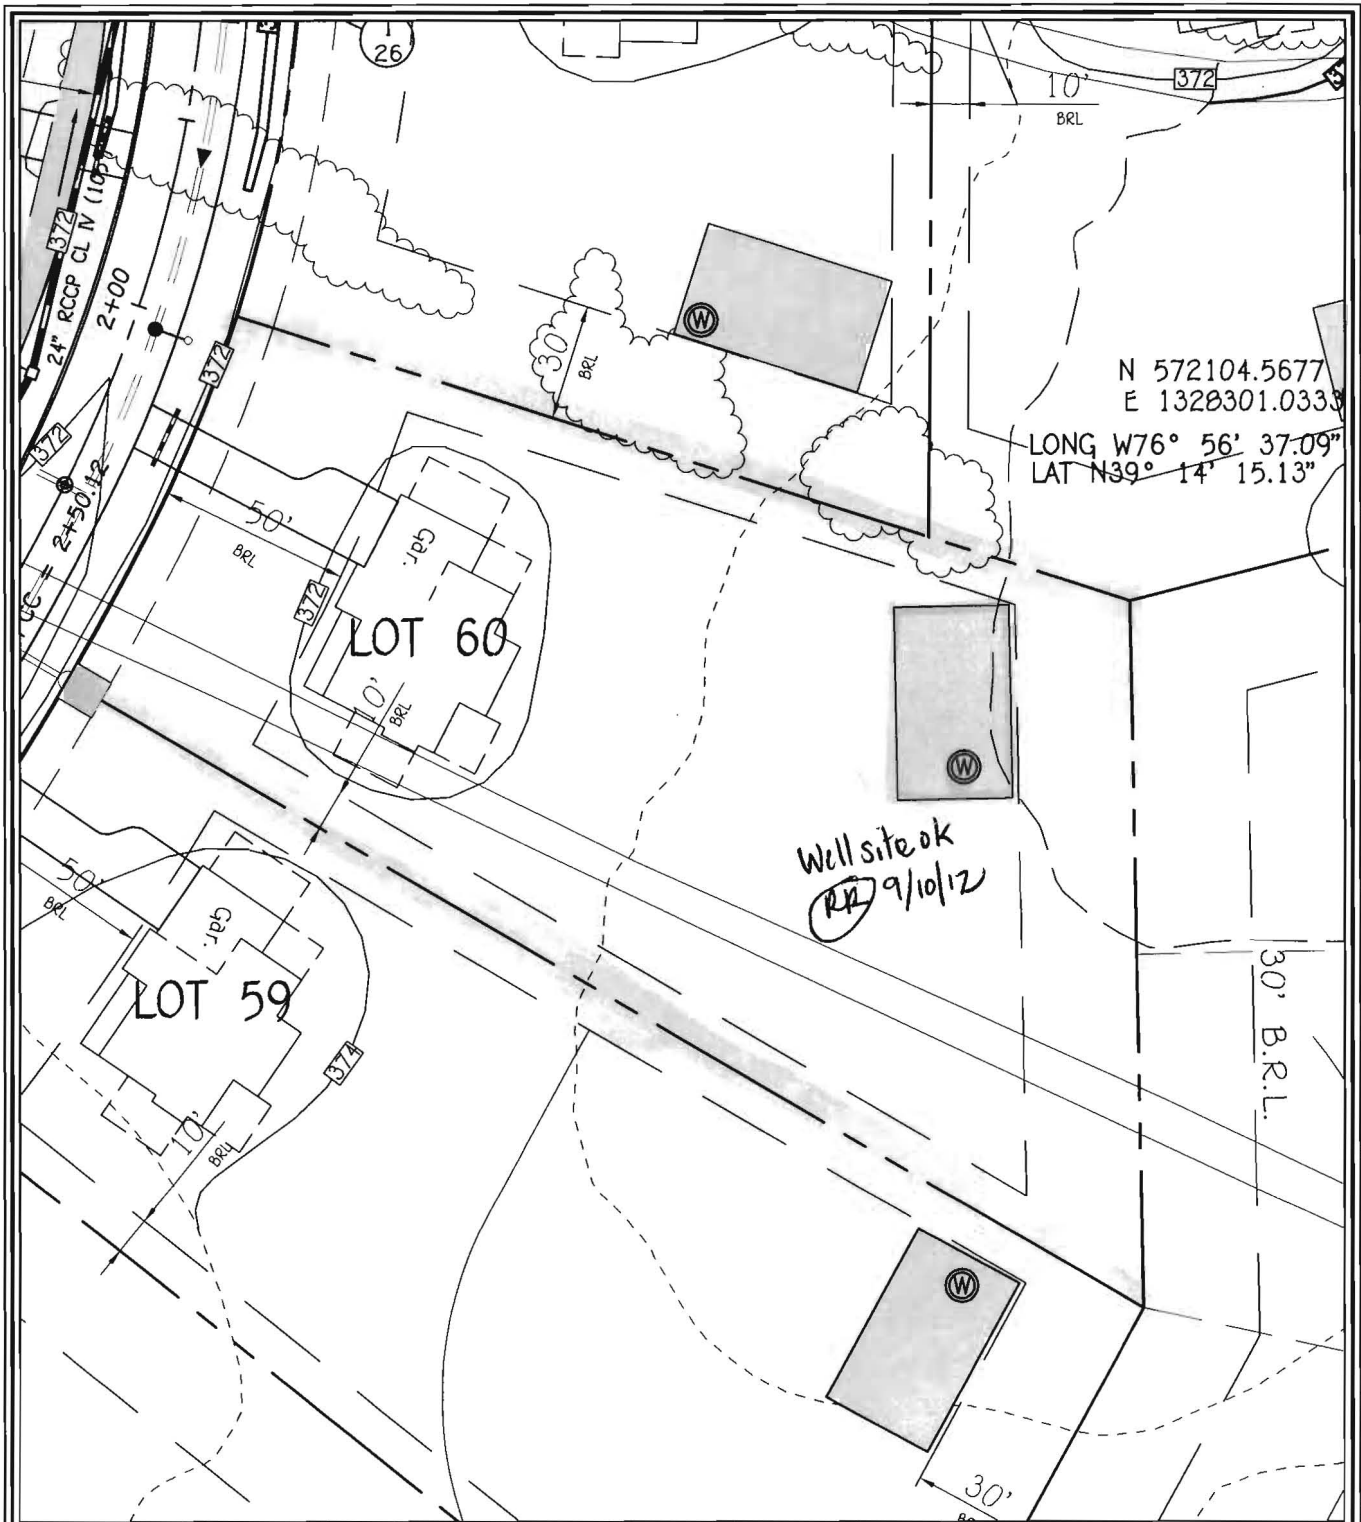 26
372
10'
BRL
372
24" RCCP CL IV (105')
2+00
W
30'
BRL
N 572104.5677
E 1328301.0333
LONG W76° 56' 37.09"
LAT N39° 14' 15.13"
372
372
2+50.12
50'
BRL
Gar.
372
LOT 60
10'
BRL
W
Well site ok
RR 9/10/12
50'
BRL
Gar.
LOT 59
374
10'
BRL
30' B.R.L.
W
30'